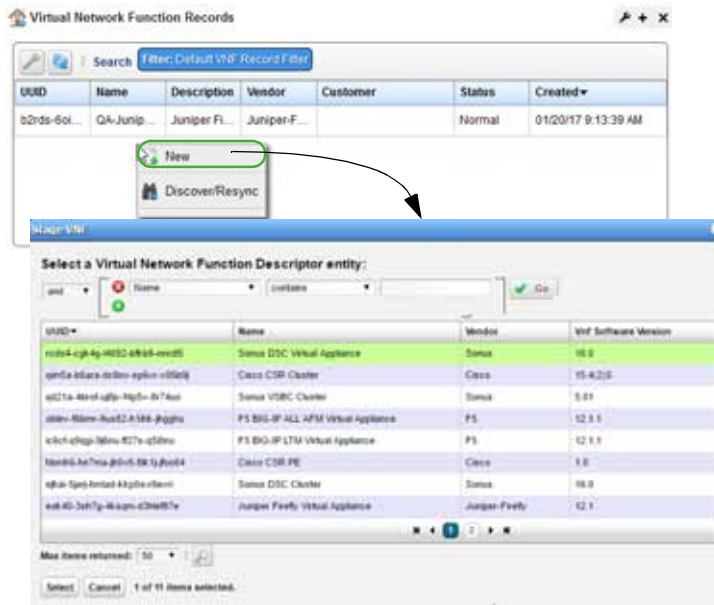 Virtual Network Function Records
Search Filter: Default VNF Record Filter
UUID Name Description Vendor Customer Status Created
b2rds-6oi... QA-Junip... Juniper Fi... Juniper-F... Normal 01/20/17 9:13:39 AM
New
Discover/Resync
Stage VNF
Select a Virtual Network Function Descriptor entity:
and Name contains Go
UUID Name Vendor Vnf Software Version
Sonus DSC Virtual Appliance Sonus 16.0
Cisco CSR Cluster Cisco
Sonus VSBC Cluster Sonus 5.01
F5 BIG-IP ALL AFM Virtual Appliance F5 12.1.1
F5 BIG-IP LTM Virtual Appliance F5 12.1.1
Cisco CSR PE Cisco 1.0
Sonus DSC Cluster Sonus 16.0
Juniper Firefly Virtual Appliance Juniper-Firefly 12.1
1 2
Max items returned: 50
Select Cancel 1 of 11 items selected.